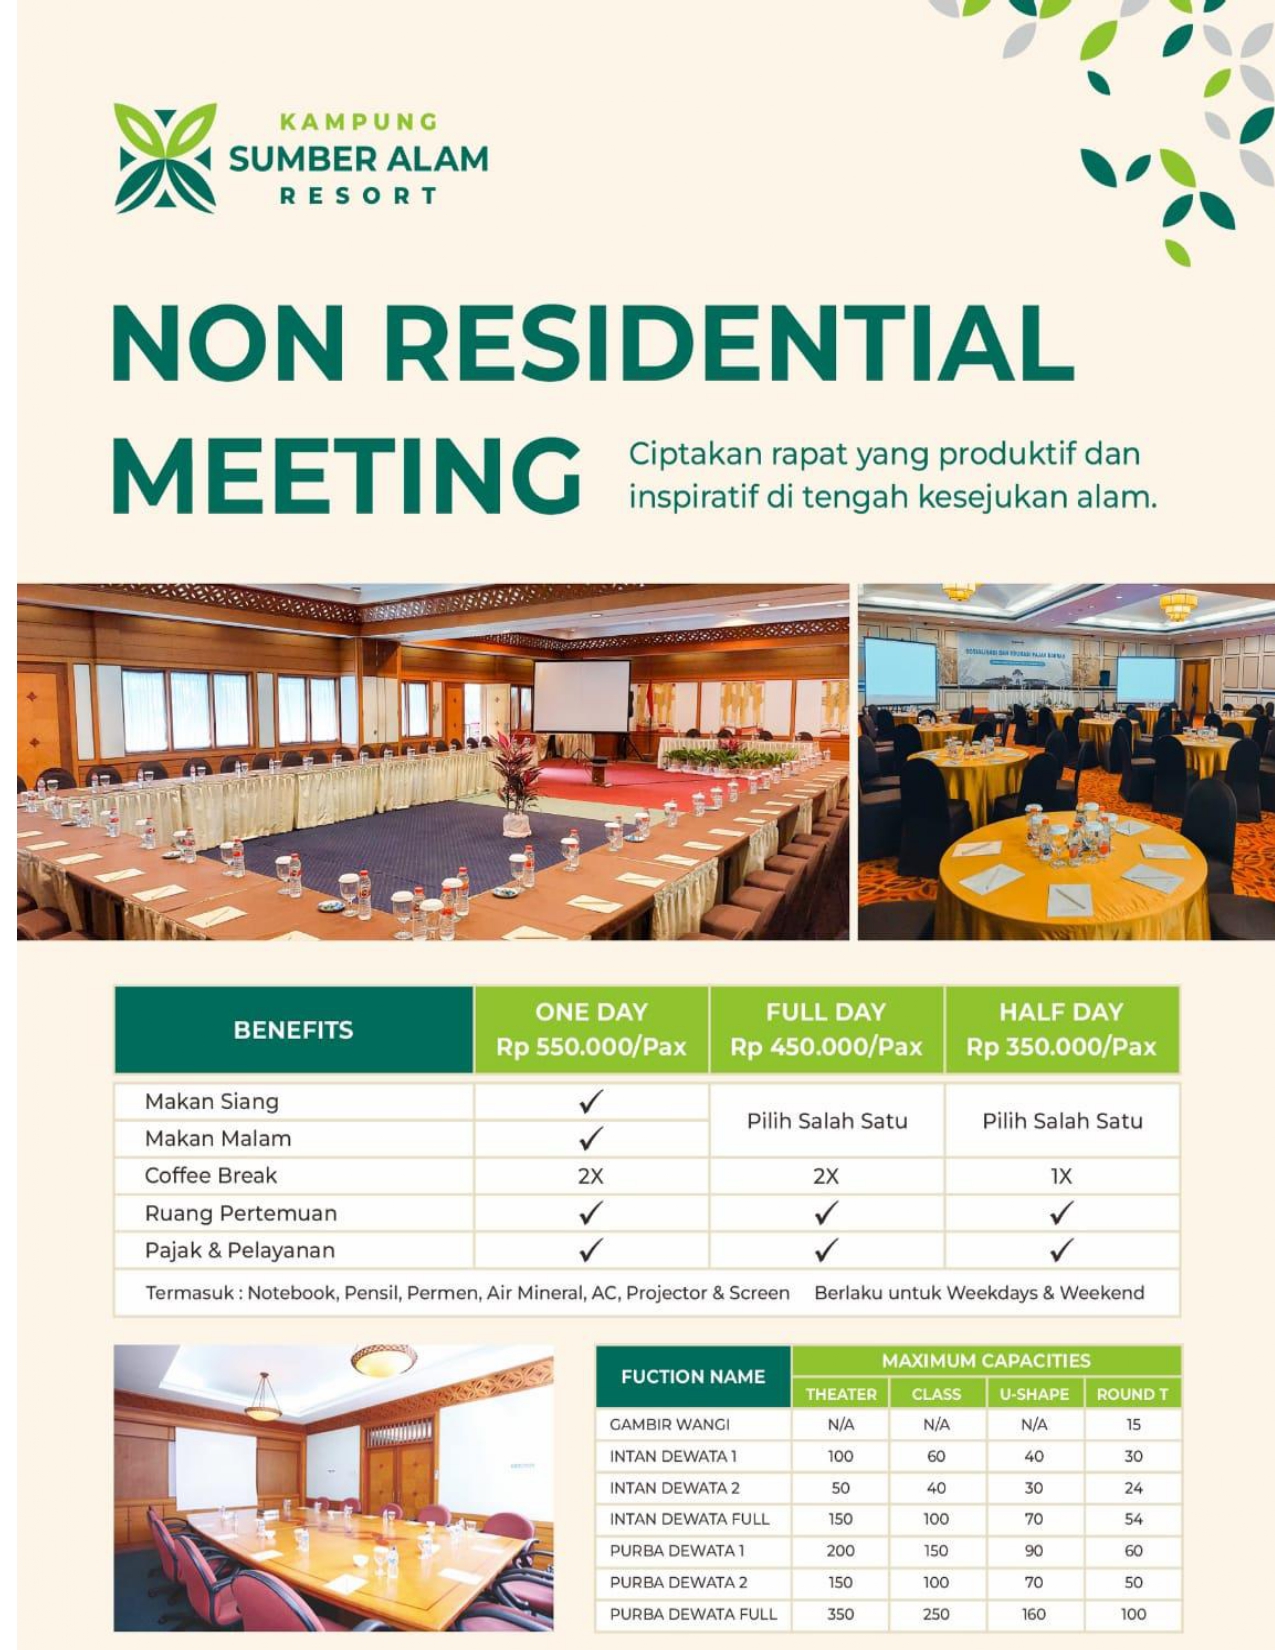 KAMPUNG
SUMBER ALAM
RESORT
NON RESIDENTIAL
MEETING
Ciptakan rapat yang produktif dan
inspiratif di tengah kesejukan alam.
BENEFITS
ONE DAY
Rp 550.000/Pax
FULL DAY
Rp 450.000/Pax
HALF DAY
Rp 350.000/Pax
Makan Siang ✓
Pilih Salah Satu Pilih Salah Satu
Makan Malam ✓
Coffee Break 2X 2X 1X
Ruang Pertemuan ✓ ✓ ✓
Pajak & Pelayanan ✓ ✓ ✓
Termasuk : Notebook, Pensil, Permen, Air Mineral, AC, Projector & Screen Berlaku untuk Weekdays & Weekend
FUCTION NAME
MAXIMUM CAPACITIES
THEATER CLASS U-SHAPE ROUND T
GAMBIR WANGI N/A N/A N/A 15
INTAN DEWATA 1 100 60 40 30
INTAN DEWATA 2 50 40 30 24
INTAN DEWATA FULL 150 100 70 54
PURBA DEWATA 1 200 150 90 60
PURBA DEWATA 2 150 100 70 50
PURBA DEWATA FULL 350 250 160 100